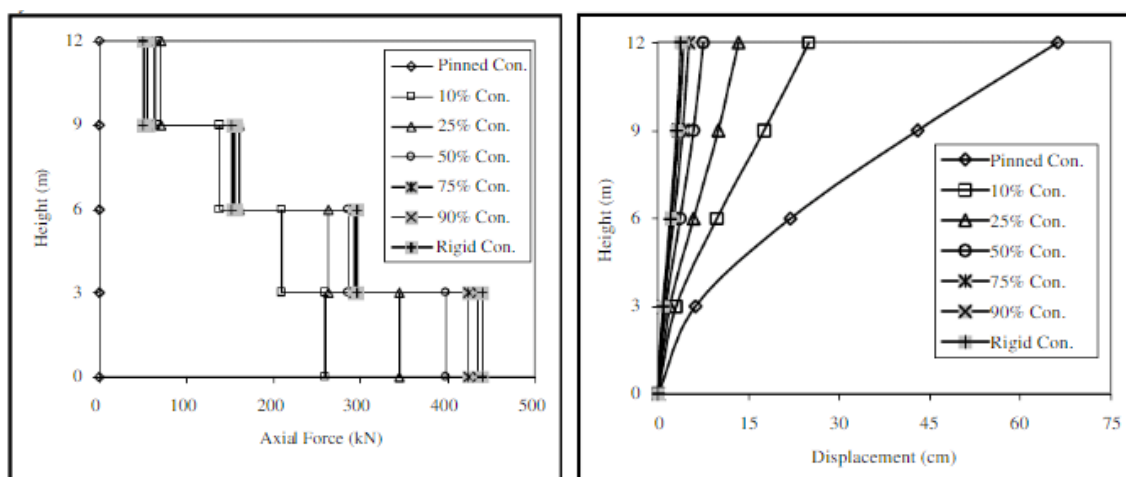 12
9
6
3
0
Height (m)
0
100
200
300
400
500
Axial Force (kN)
Pinned Con.
10% Con.
25% Con.
50% Con.
75% Con.
90% Con.
Rigid Con.
12
9
6
3
0
Height (m)
0
15
30
45
60
75
Displacement (cm)
Pinned Con.
10% Con.
25% Con.
50% Con.
75% Con.
90% Con.
Rigid Con.